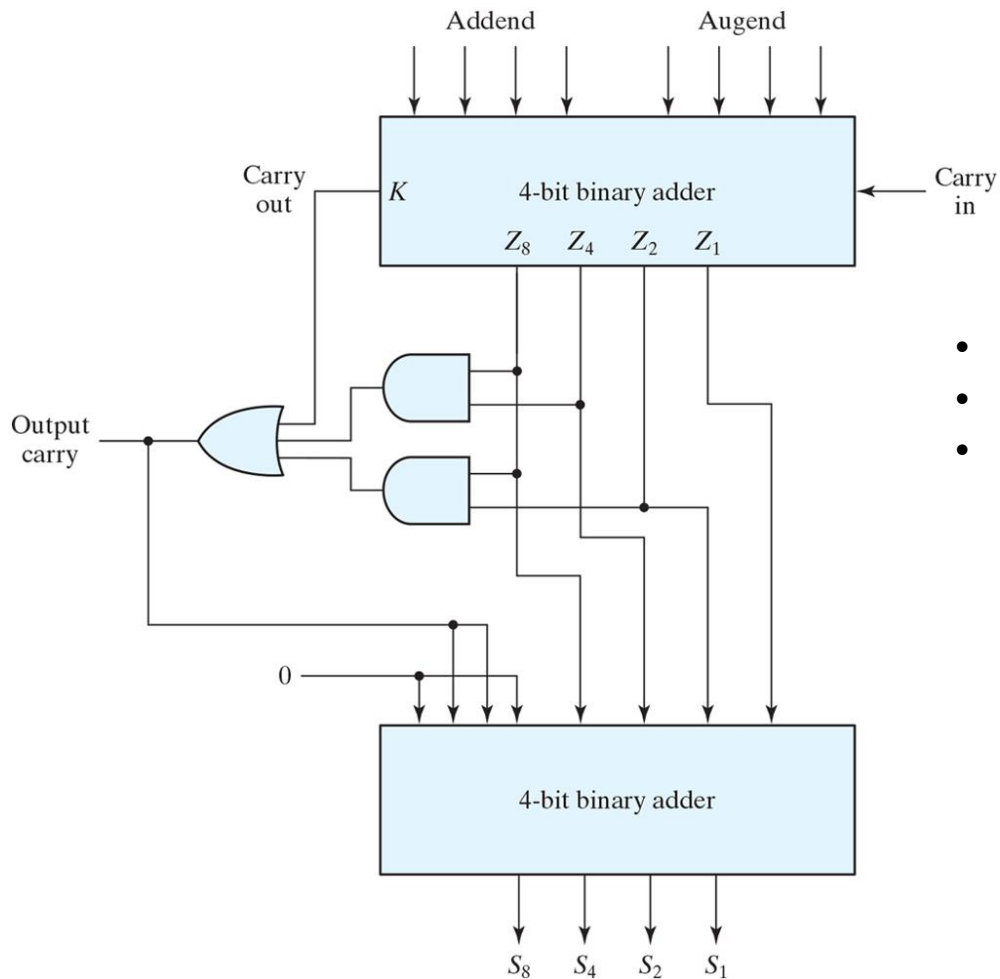 Addend Augend
Carry
out
K 4-bit binary adder
Carry
in
Z₈ Z₄ Z₂ Z₁
•
•
•
Output
carry
0
4-bit binary adder
S₈ S₄ S₂ S₁